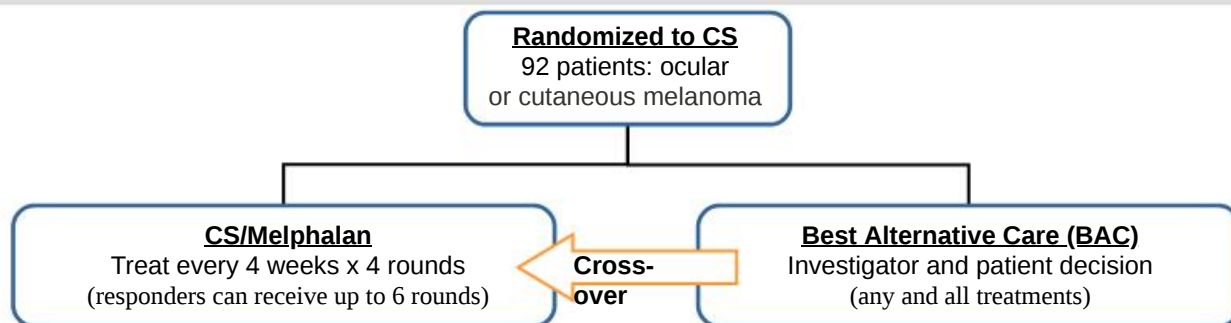 Randomized to CS
92 patients: ocular
or cutaneous melanoma
CS/Melphalan
Treat every 4 weeks x 4 rounds
(responders can receive up to 6 rounds)
Cross-
over
Best Alternative Care (BAC)
Investigator and patient decision
(any and all treatments)